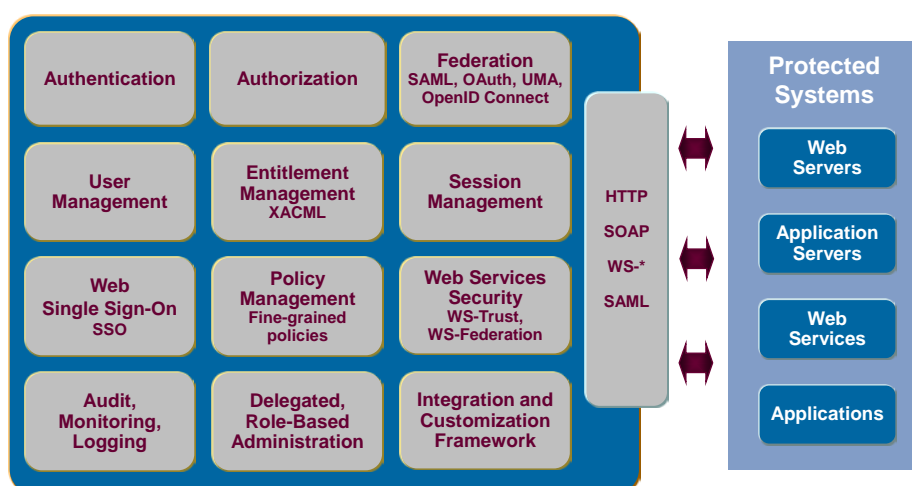 Authentication
Authorization
Federation
SAML, OAuth, UMA,
OpenID Connect
User
Management
Entitlement
Management
XACML
Session
Management
Web
Single Sign-On
SSO
Policy
Management
Fine-grained
policies
Web Services
Security
WS-Trust,
WS-Federation
Audit,
Monitoring,
Logging
Delegated,
Role-Based
Administration
Integration and
Customization
Framework
HTTP
SOAP
WS-*
SAML
Protected
Systems
Web
Servers
Application
Servers
Web
Services
Applications